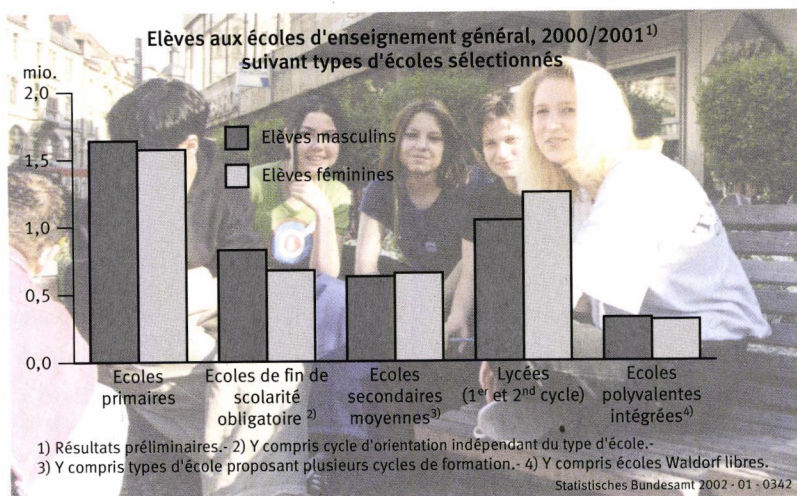 Elèves aux écoles d'enseignement général, 2000/2001¹⁾
suivant types d'écoles sélectionnés
mio.
2,0
1,5
1,0
0,5
0,0
Elèves masculins
Elèves féminines
Ecoles
primaires
Ecoles de fin de
scolarité
obligatoire ²⁾
Ecoles
secondaires
moyennes³⁾
Lycées
(1er et 2nd cycle)
Ecoles
polyvalentes
intégrées⁴⁾
1) Résultats préliminaires.- 2) Y compris cycle d'orientation indépendant du type d'école.-
3) Y compris types d'école proposant plusieurs cycles de formation.- 4) Y compris écoles Waldorf libres.
Statistisches Bundesamt 2002 - 01 - 0342